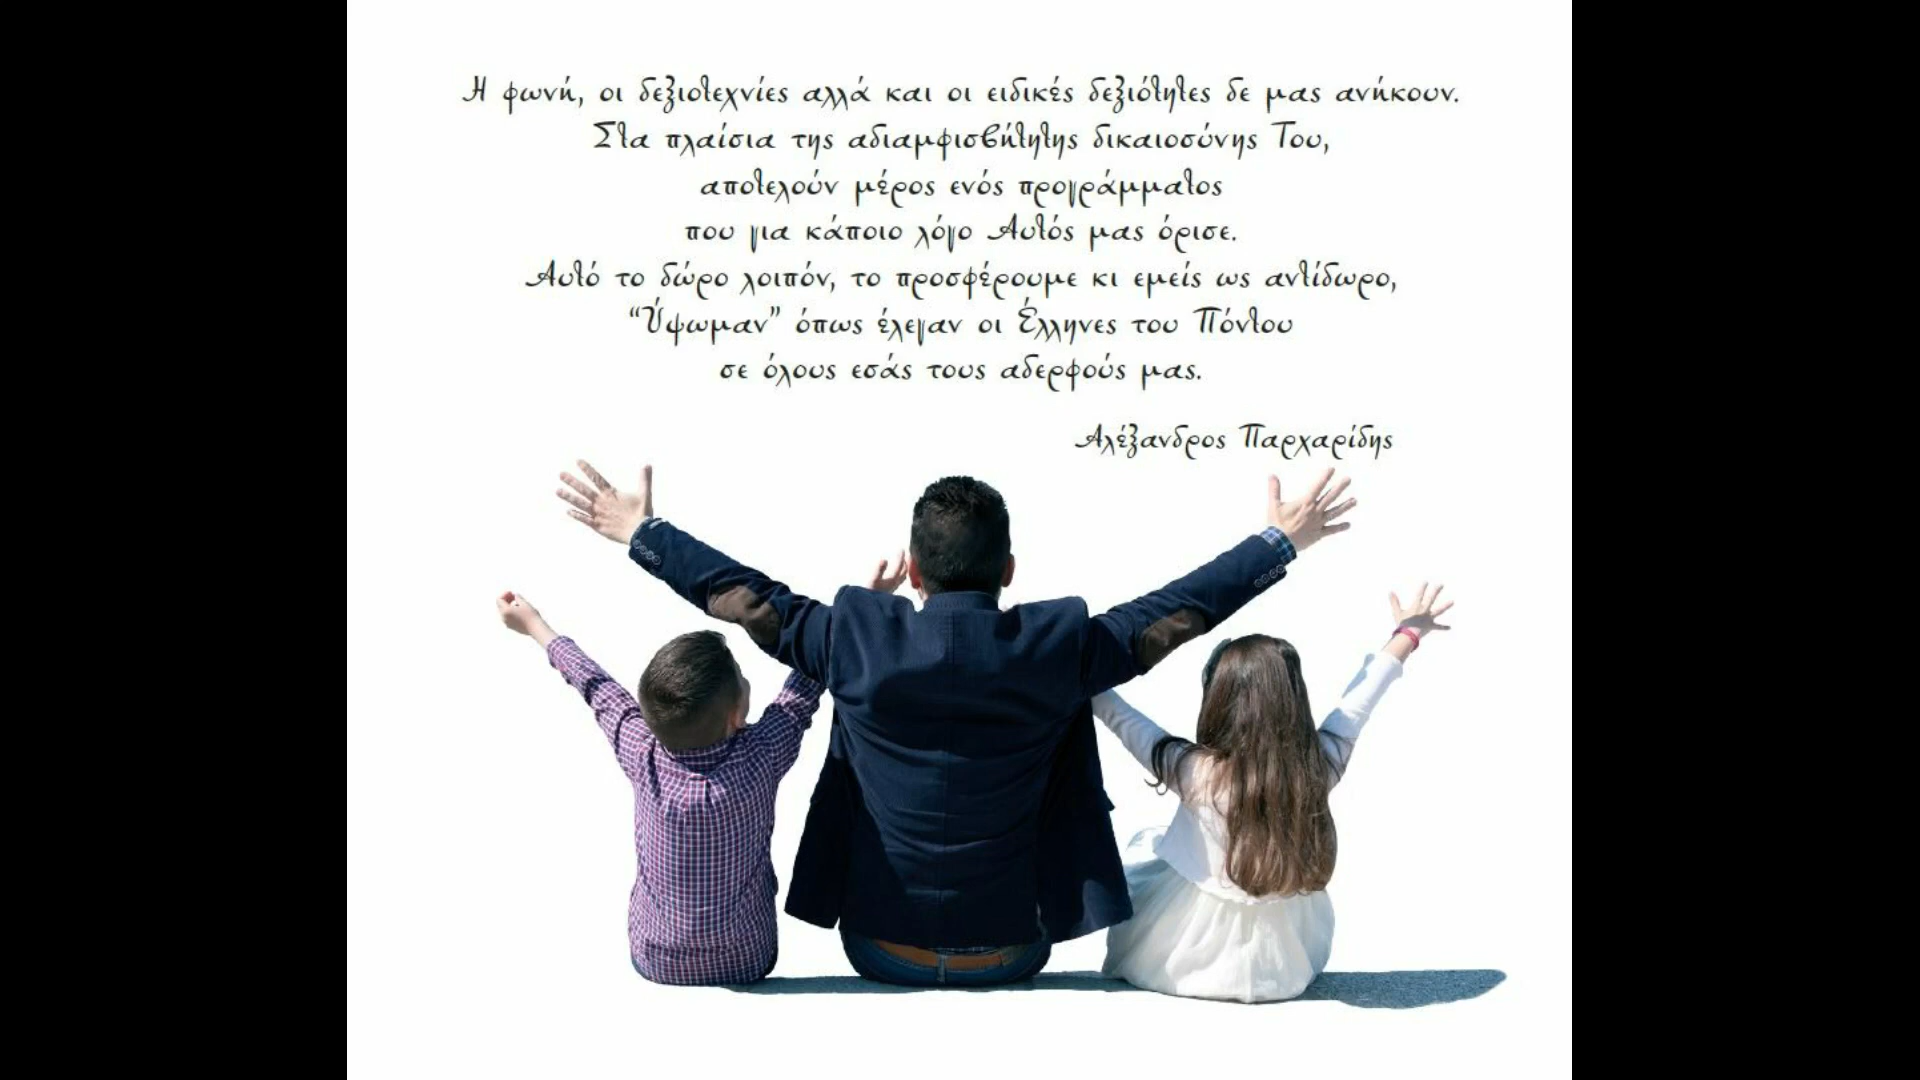 Η φωνή, οι δεξιοτεχνίες αλλά και οι ειδικές δεξιότητες δε μας ανήκουν.
Στα πλαίσια της αδιαμφισβήτητης δικαιοσύνης Του,
αποτελούν μέρος ενός προγράμματος
που για κάποιο λόγο Αυτός μας όρισε.
Αυτό το δώρο λοιπόν, το προσφέρουμε κι εμείς ως αντίδωρο,
“Ύψωμαν” όπως έλεγαν οι Έλληνες του Πόντου
σε όλους εσάς τους αδερφούς μας.
Αλέξανδρος Παρχαρίδης